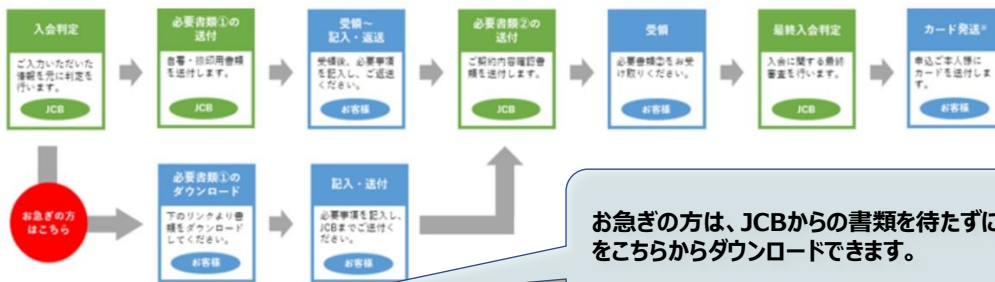 入会判定
ご入力いただいた
情報を元に判定を
行います。
JCB
必要書類①の
送付
自署・捺印用書類
を送付します。
JCB
受領～
記入・返送
受領後、必要事項
を記入し、ご返送
ください。
お客様
必要書類②の
送付
ご契約内容確認書
類を送付します。
JCB
受領
必要書類②をお受
け取りください。
お客様
最終入会判定
入会に関する最終
審査を行います。
JCB
カード発送※
申込ご本人様に
カードを送付しま
す。
お客様
お急ぎの方
はこちら
必要書類①の
ダウンロード
下のリンクより書
類をダウンロード
してください。
お客様
記入・送付
必要事項を記入し、
JCBまでご送付く
ださい。
お客様
お急ぎの方は、JCBからの書類を待たずに
をこちらからダウンロードできます。